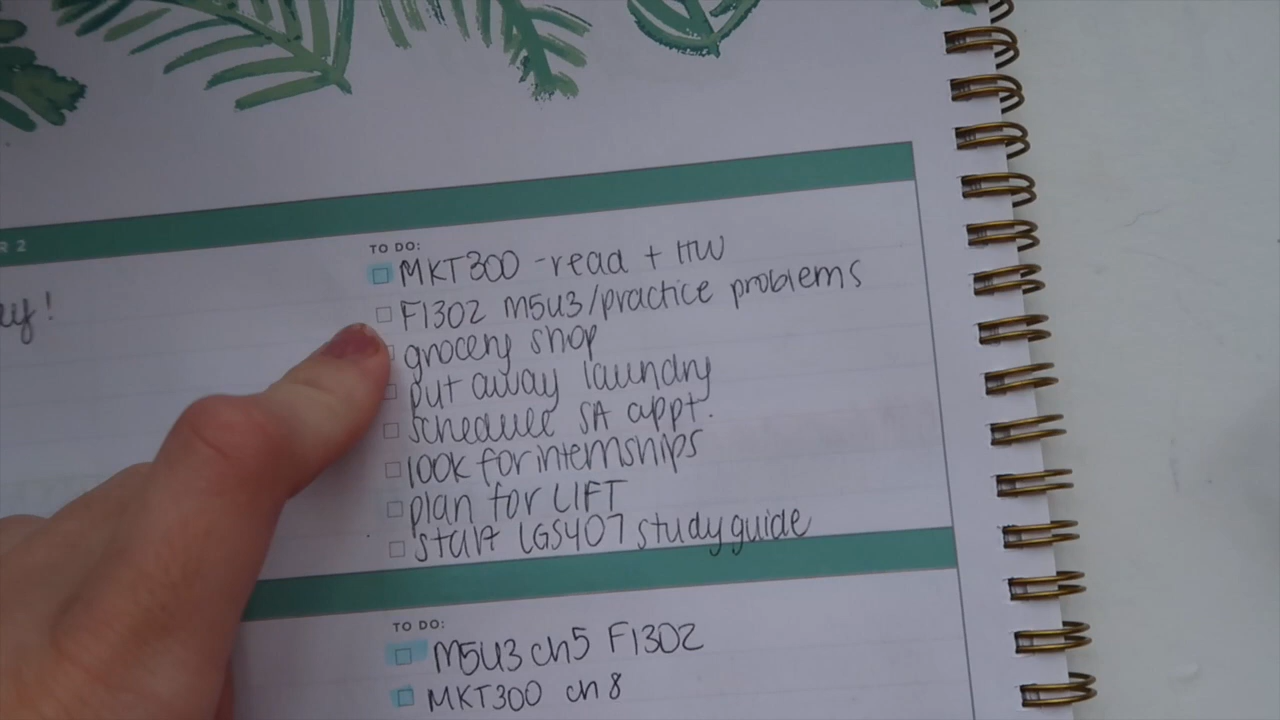 R 2
ay!
TO DO:
MKT300 - read + HW
FI302 M5U3/practice problems
grocery shop
put away laundry
schedule SA appt.
look for internships
plan for LIFT
start LGS407 study guide
TO DO:
M5U3 ch5 FI302
MKT300 ch 8